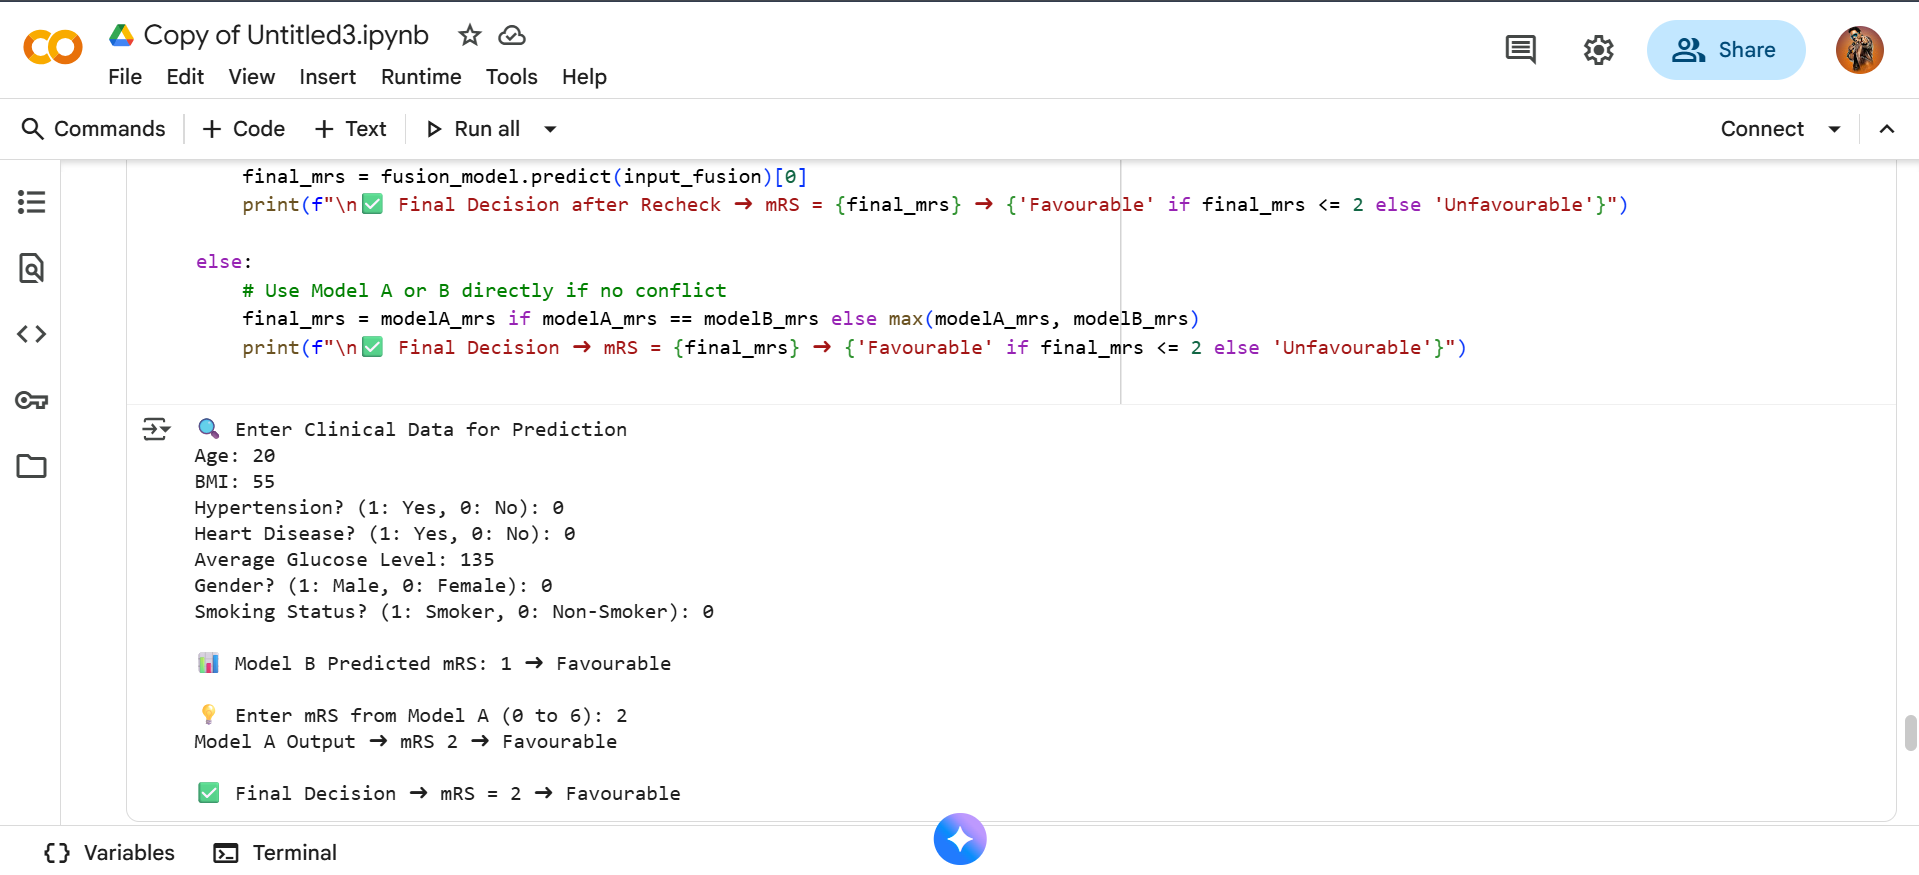 CO Copy of Untitled3.ipynb
File Edit View Insert Runtime Tools Help
Share
Commands + Code + Text Run all
Connect
final_mrs = fusion_model.predict(input_fusion)[0]
print(f"\n✅ Final Decision after Recheck → mRS = {final_mrs} → {'Favourable' if final_mrs <= 2 else 'Unfavourable'}")
else:
# Use Model A or B directly if no conflict
final_mrs = modelA_mrs if modelA_mrs == modelB_mrs else max(modelA_mrs, modelB_mrs)
print(f"\n✅ Final Decision → mRS = {final_mrs} → {'Favourable' if final_mrs <= 2 else 'Unfavourable'}")
🔍 Enter Clinical Data for Prediction
Age: 20
BMI: 55
Hypertension? (1: Yes, 0: No): 0
Heart Disease? (1: Yes, 0: No): 0
Average Glucose Level: 135
Gender? (1: Male, 0: Female): 0
Smoking Status? (1: Smoker, 0: Non-Smoker): 0
📊 Model B Predicted mRS: 1 → Favourable
💡 Enter mRS from Model A (0 to 6): 2
Model A Output → mRS 2 → Favourable
✅ Final Decision → mRS = 2 → Favourable
{} Variables Terminal